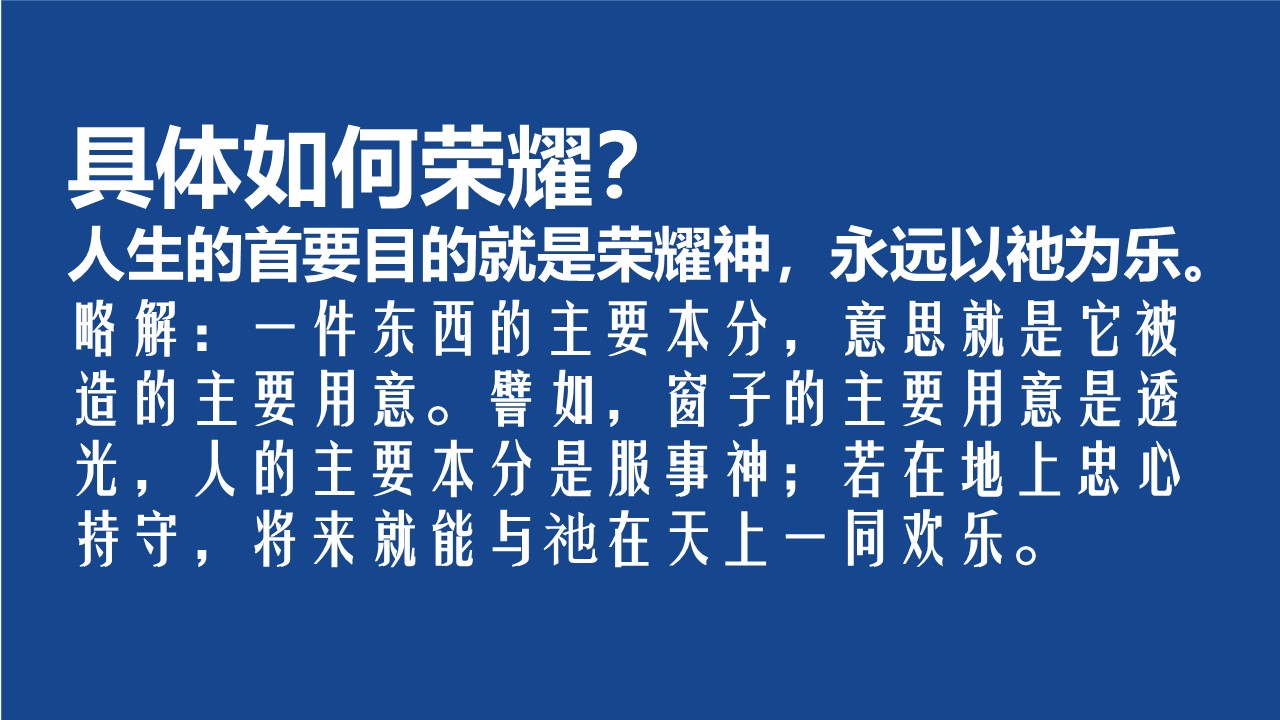 具体如何荣耀？
人生的首要目的就是荣耀神，永远以祂为乐。
略解：一件东西的主要本分，意思就是它被
造的主要用意。譬如，窗子的主要用意是透
光，人的主要本分是服事神；若在地上忠心
持守，将来就能与祂在天上一同欢乐。